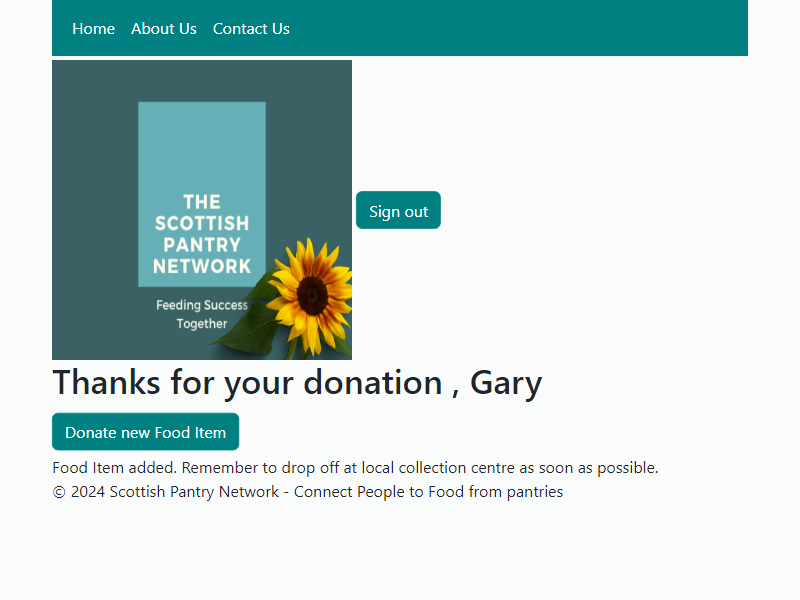 Home About Us Contact Us
THE
SCOTTISH
PANTRY
NETWORK
Feeding Success
Together
Sign out
Thanks for your donation , Gary
Donate new Food Item
Food Item added. Remember to drop off at local collection centre as soon as possible.
© 2024 Scottish Pantry Network - Connect People to Food from pantries